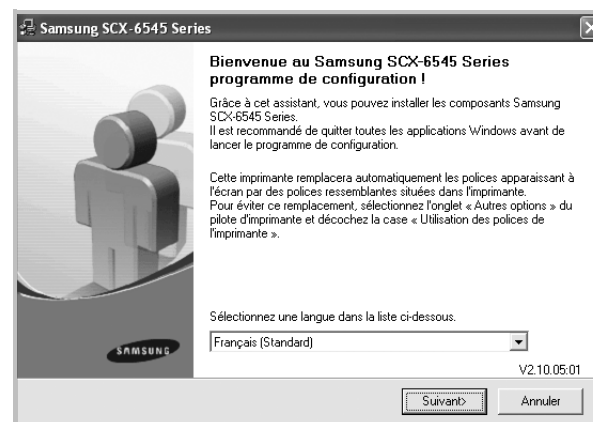 Samsung SCX-6545 Series
Bienvenue au Samsung SCX-6545 Series
programme de configuration !
Grâce à cet assistant, vous pouvez installer les composants Samsung
SCX-6545 Series.
Il est recommandé de quitter toutes les applications Windows avant de
lancer le programme de configuration.
Cette imprimante remplacera automatiquement les polices apparaissant à
l'écran par des polices ressemblantes situées dans l'imprimante.
Pour éviter ce remplacement, sélectionnez l'onglet « Autres options » du
pilote d'imprimante et décochez la case « Utilisation des polices de
l'imprimante ».
Sélectionnez une langue dans la liste ci-dessous.
Français (Standard)
SAMSUNG
V2.10.05:01
Suivant>
Annuler